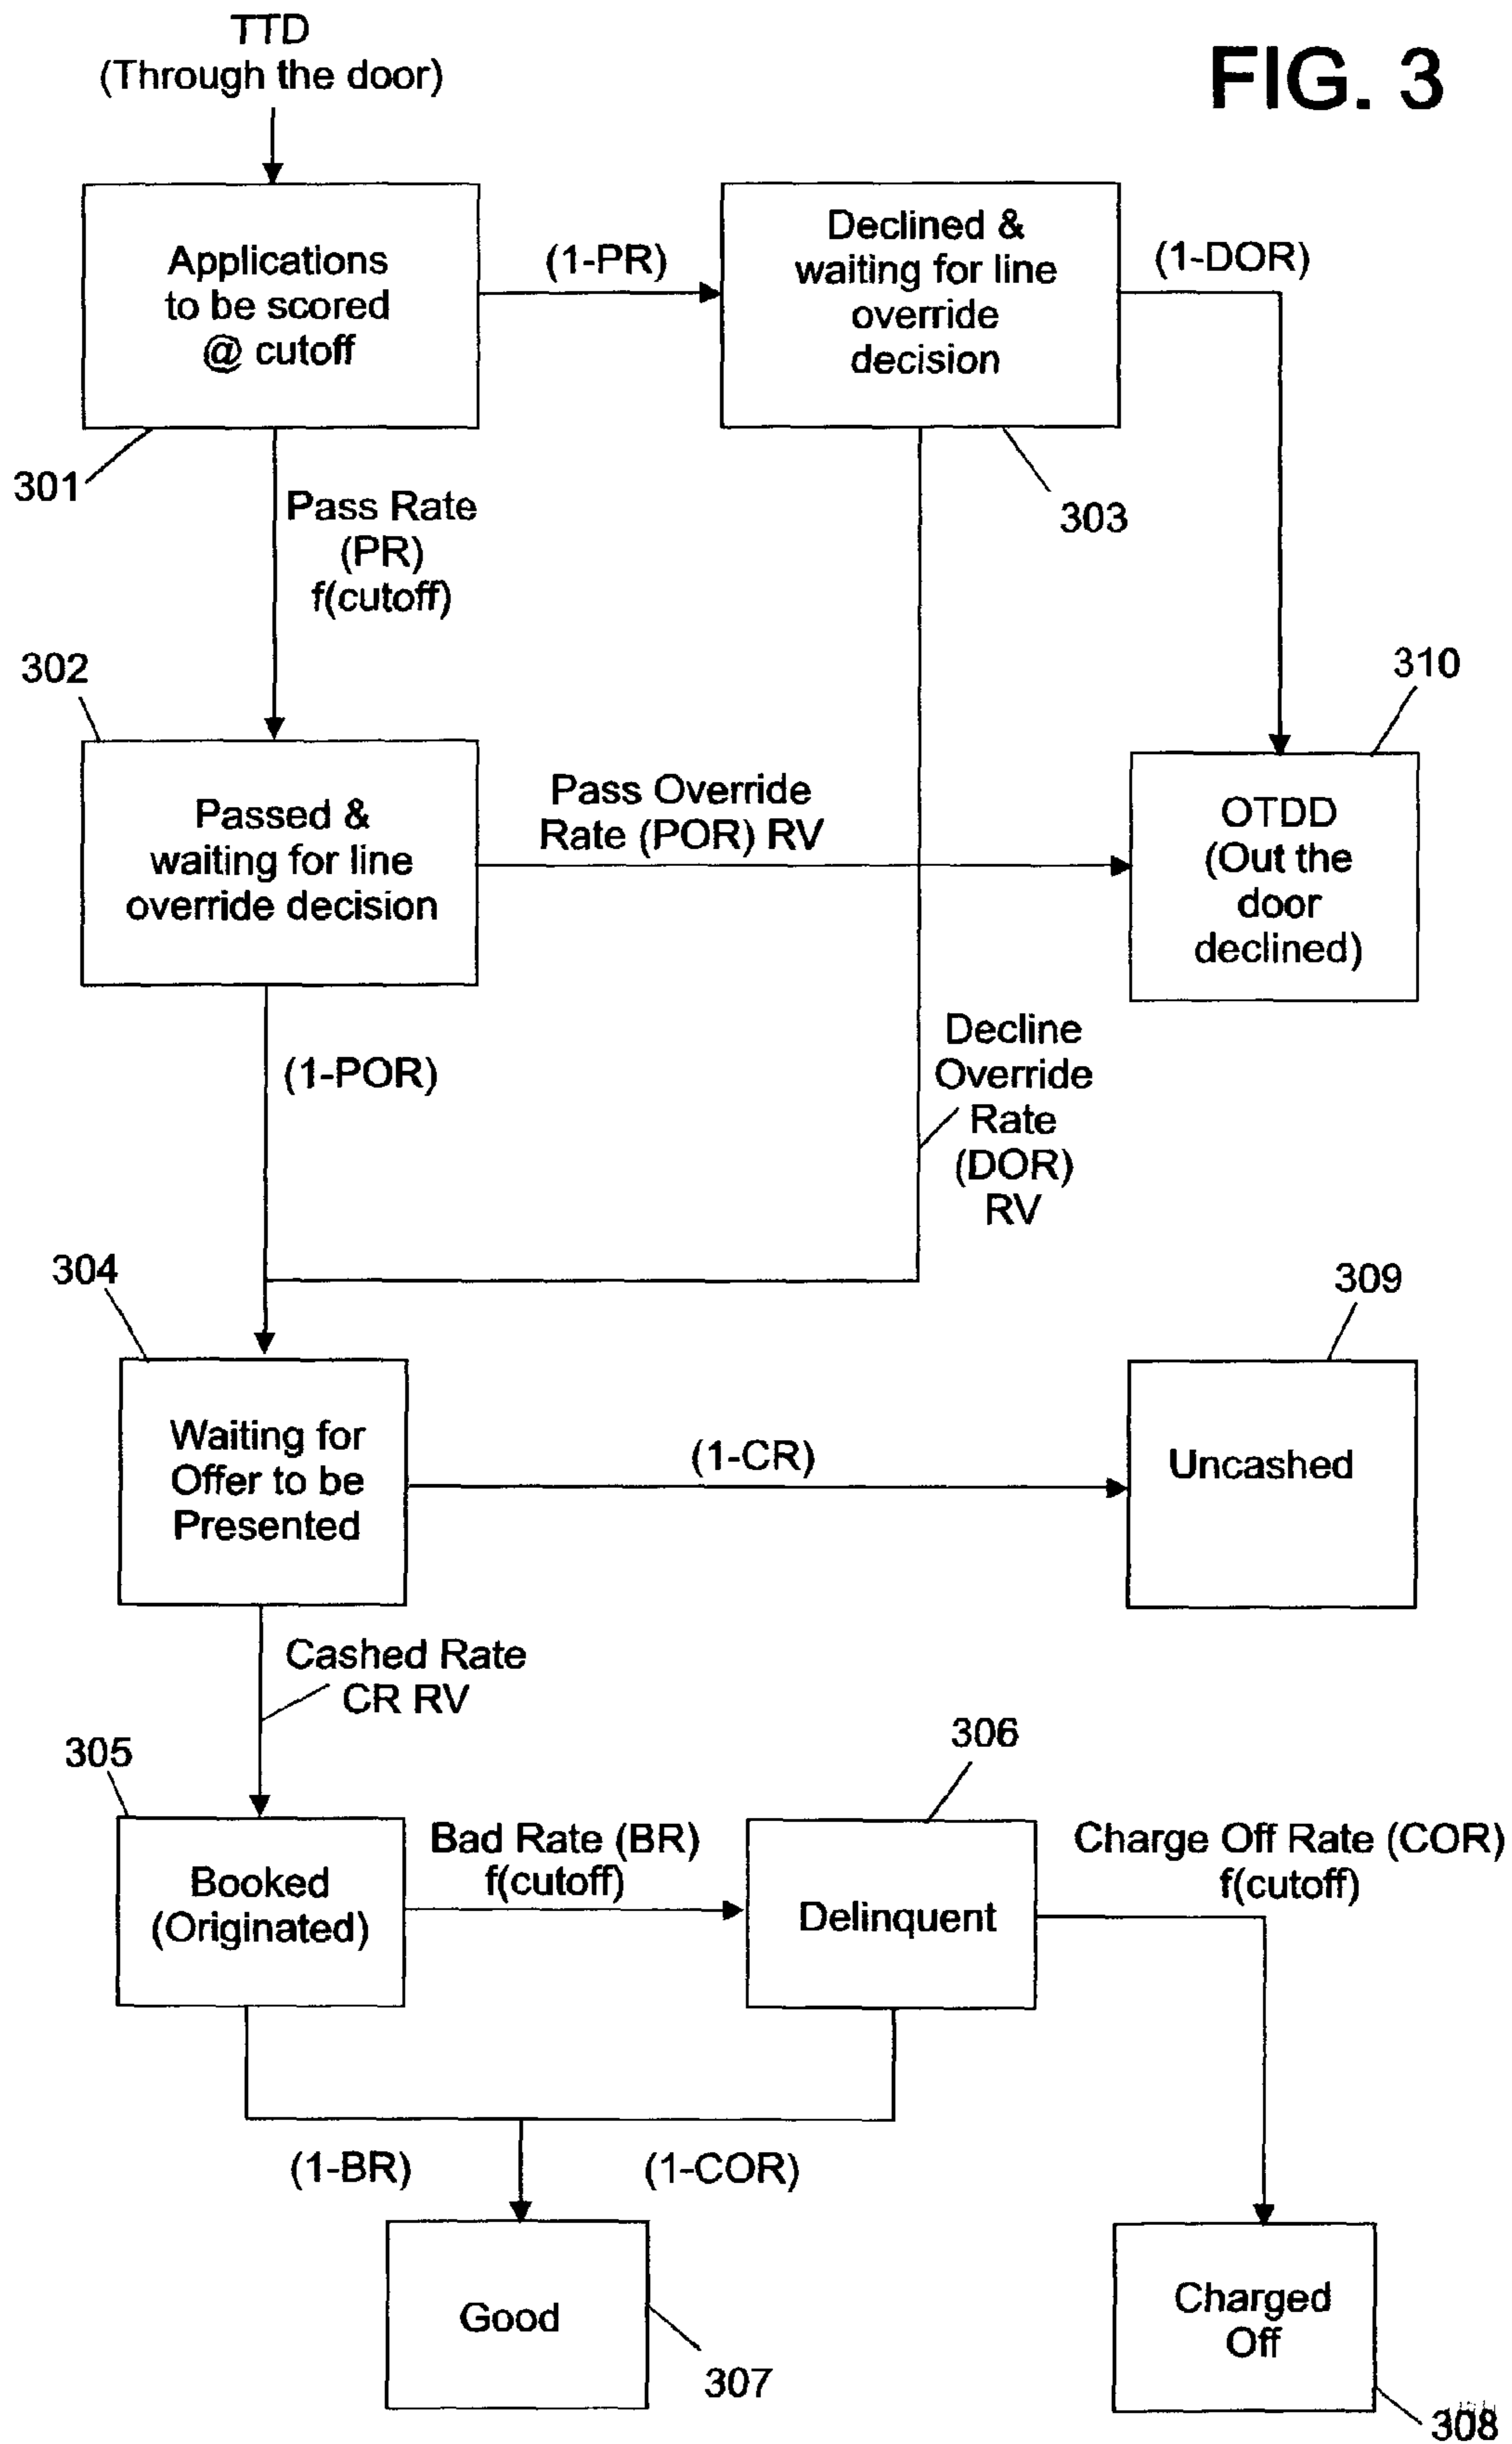 TTD
(Through the door)
FIG. 3
Applications
to be scored
@ cutoff
(1-PR)
Declined &
waiting for line
override
decision
(1-DOR)
301
303
Pass Rate
(PR)
f(cutoff)
302
310
Passed &
waiting for line
override decision
Pass Override
Rate (POR) RV
OTDD
(Out the
door
declined)
(1-POR)
Decline
Override
Rate
(DOR)
RV
304
309
Waiting for
Offer to be
Presented
(1-CR)
Uncashed
Cashed Rate
CR RV
305
306
Booked
(Originated)
Bad Rate (BR)
f(cutoff)
Delinquent
Charge Off Rate (COR)
f(cutoff)
(1-BR)
(1-COR)
Good
307
Charged
Off
308